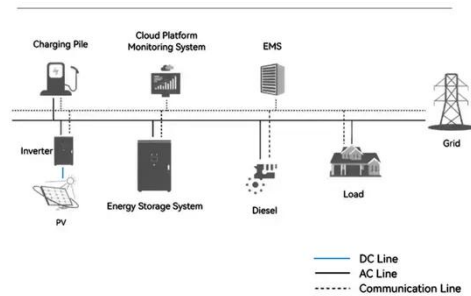 Charging Pile
Cloud Platform
Monitoring System
EMS
Grid
Inverter
PV
Energy Storage System
Diesel
Load
DC Line
AC Line
Communication Line